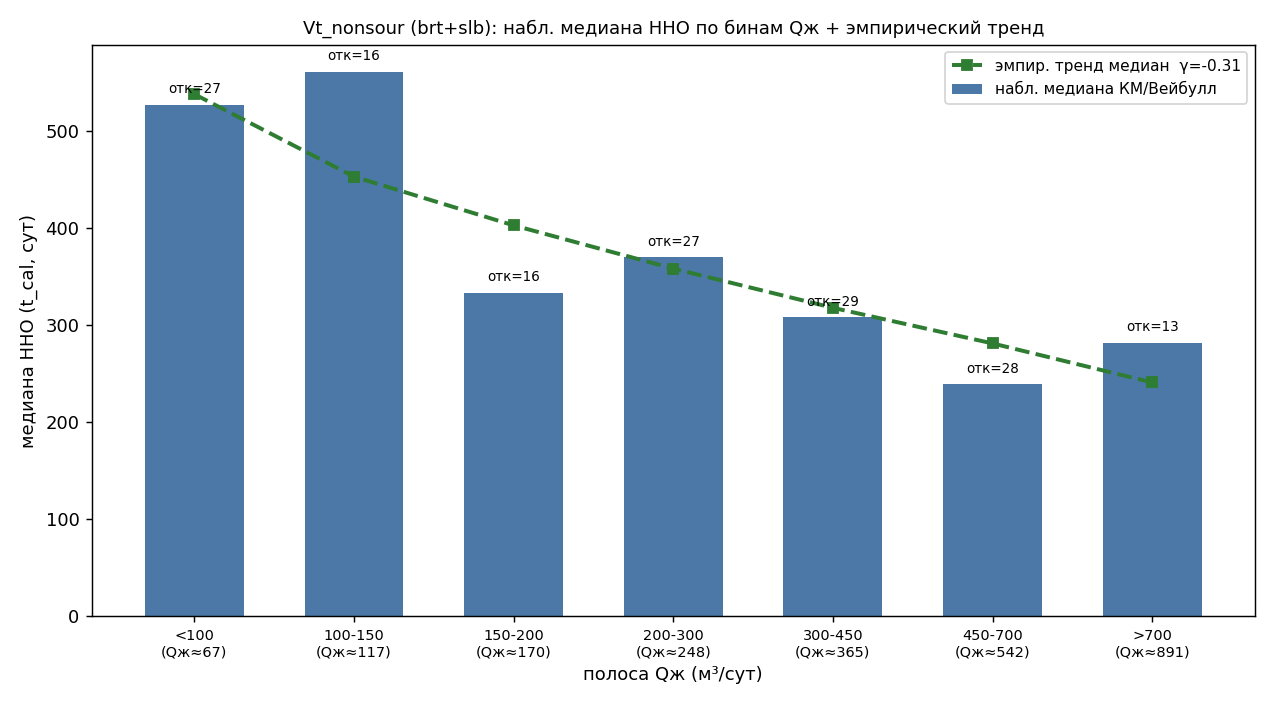 Vt_nonsour (brt+slb): набл. медиана ННО по бинам Qж + эмпирический тренд
эмпир. тренд медиан  γ=-0.31
набл. медиана КМ/Вейбулл
медиана ННО (t_cal, сут)
500
400
300
200
100
0
отк=27
отк=16
отк=16
отк=27
отк=29
отк=28
отк=13
<100
(Qж≈67)
100-150
(Qж≈117)
150-200
(Qж≈170)
200-300
(Qж≈248)
300-450
(Qж≈365)
450-700
(Qж≈542)
>700
(Qж≈891)
полоса Qж (м³/сут)